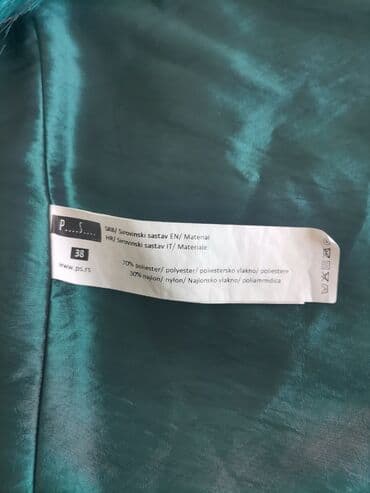 P....S....
38
www.ps.rs
SRB/ Sirovinski sastav EN/ Material
HR/ Sirovinski sastav IT/ Materiale
70% poliester/ polyester/ poliestersko vlakno/ poliestere
30% najlon/ nylon/ Najlonsko vlakno/ poliammidica